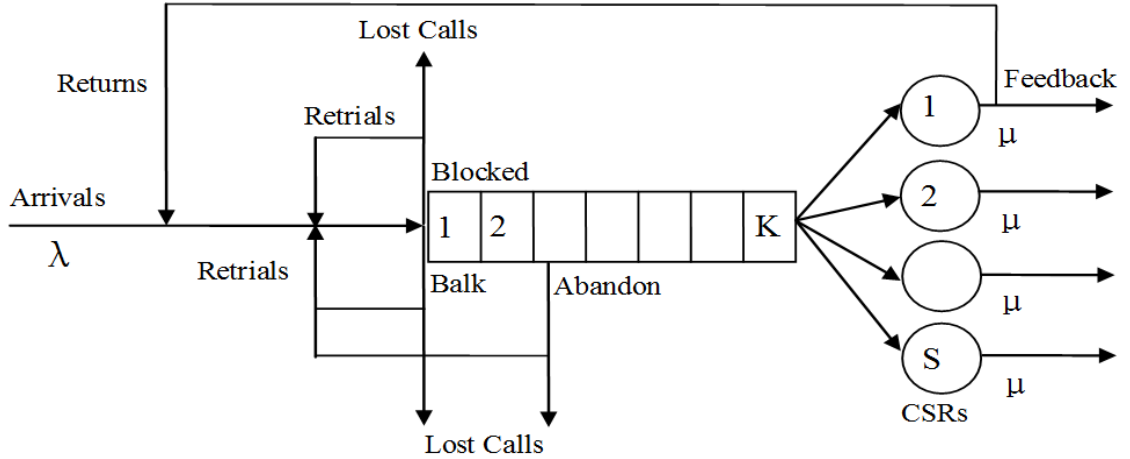 Lost Calls
Returns
Feedback
Retrials
1
μ
Blocked
Arrivals
1 2 K
2
λ
μ
Retrials
Balk
Abandon
μ
S
μ
CSRs
Lost Calls